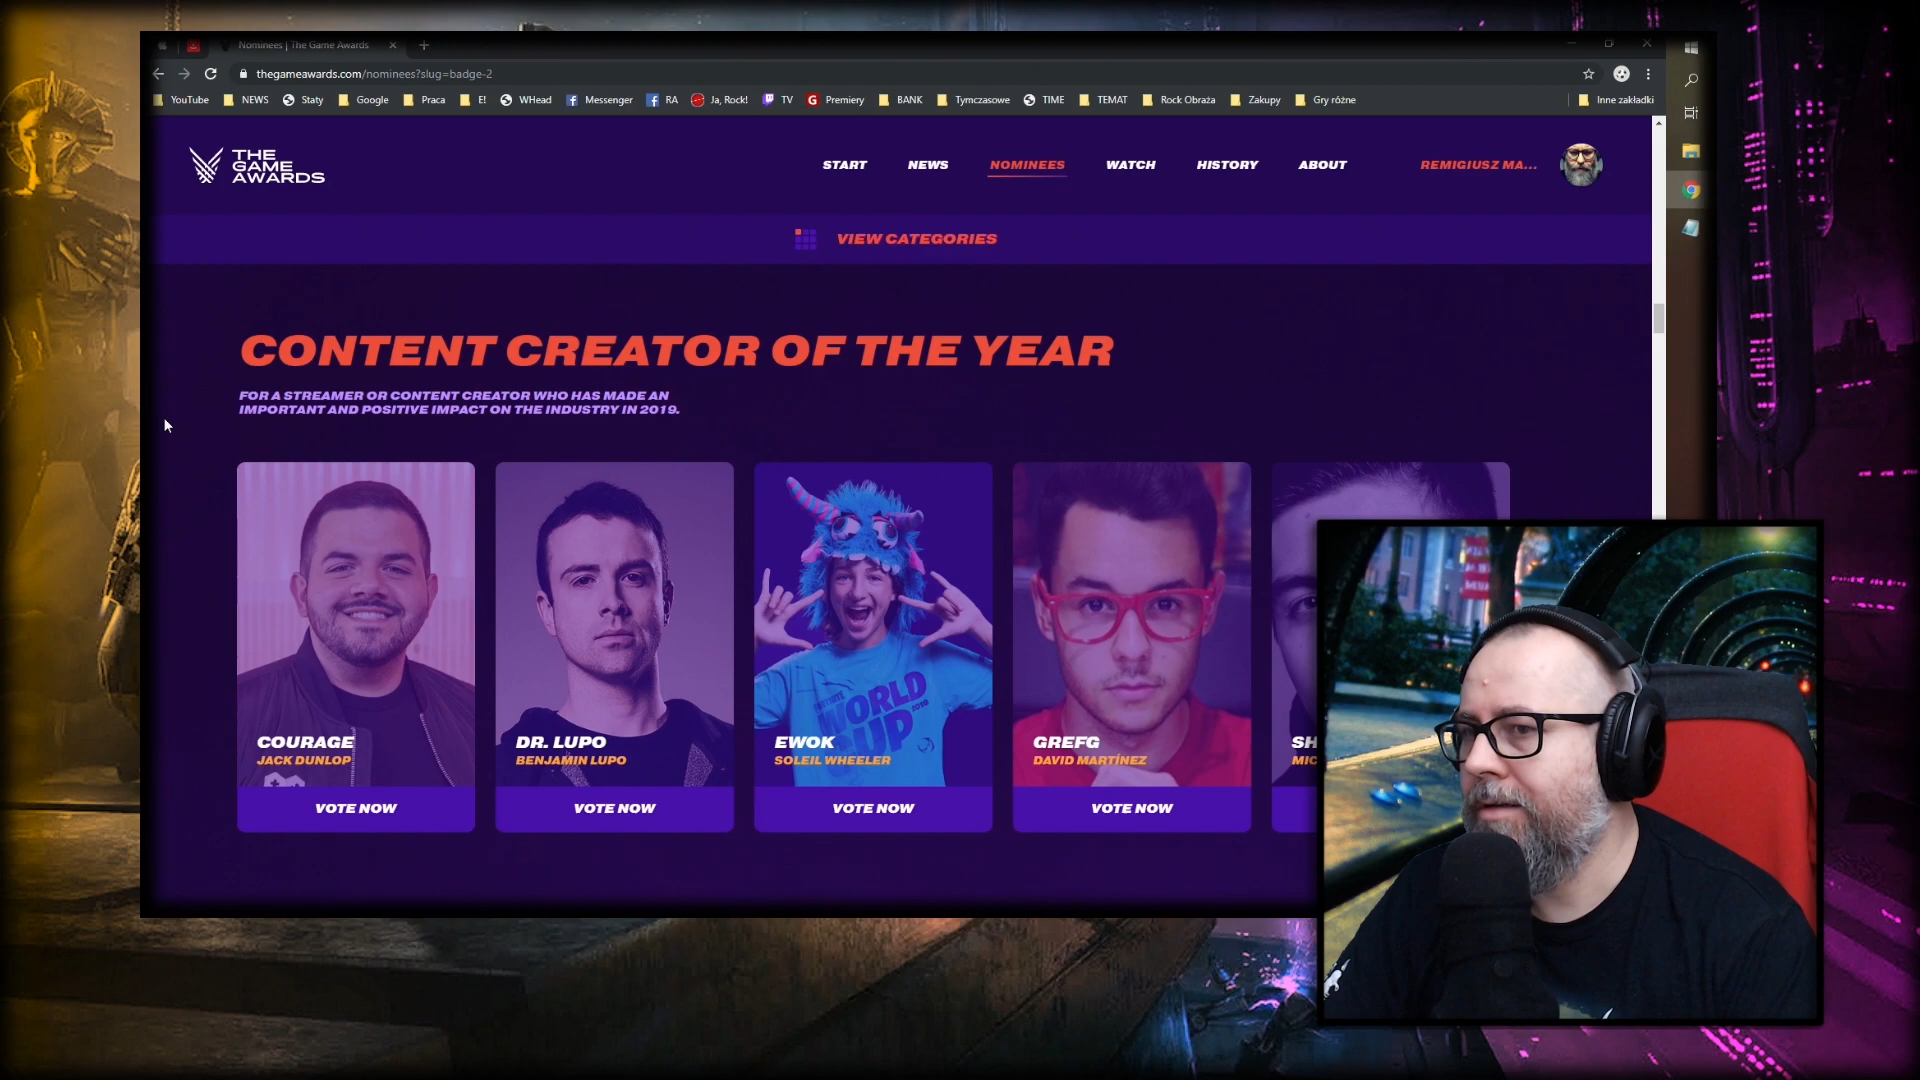 Nominees | The Game Awards
thegameawards.com/nominees?slug=badge-2
YouTube NEWS Staty Google Praca E! WHead Messenger RA Ja, Rock! TV Premiery BANK Tymczasowe TIME TEMAT Rock Obraża Zakupy Gry różne Inne zakładki
THE
GAME
AWARDS
START NEWS NOMINEES WATCH HISTORY ABOUT REMIGIUSZ MA...
VIEW CATEGORIES
CONTENT CREATOR OF THE YEAR
FOR A STREAMER OR CONTENT CREATOR WHO HAS MADE AN
IMPORTANT AND POSITIVE IMPACT ON THE INDUSTRY IN 2019.
WORLD
CUP
2019
COURAGE
JACK DUNLOP
VOTE NOW
DR. LUPO
BENJAMIN LUPO
VOTE NOW
EWOK
SOLEIL WHEELER
VOTE NOW
GREFG
DAVID MARTÍNEZ
VOTE NOW
SH
MIC